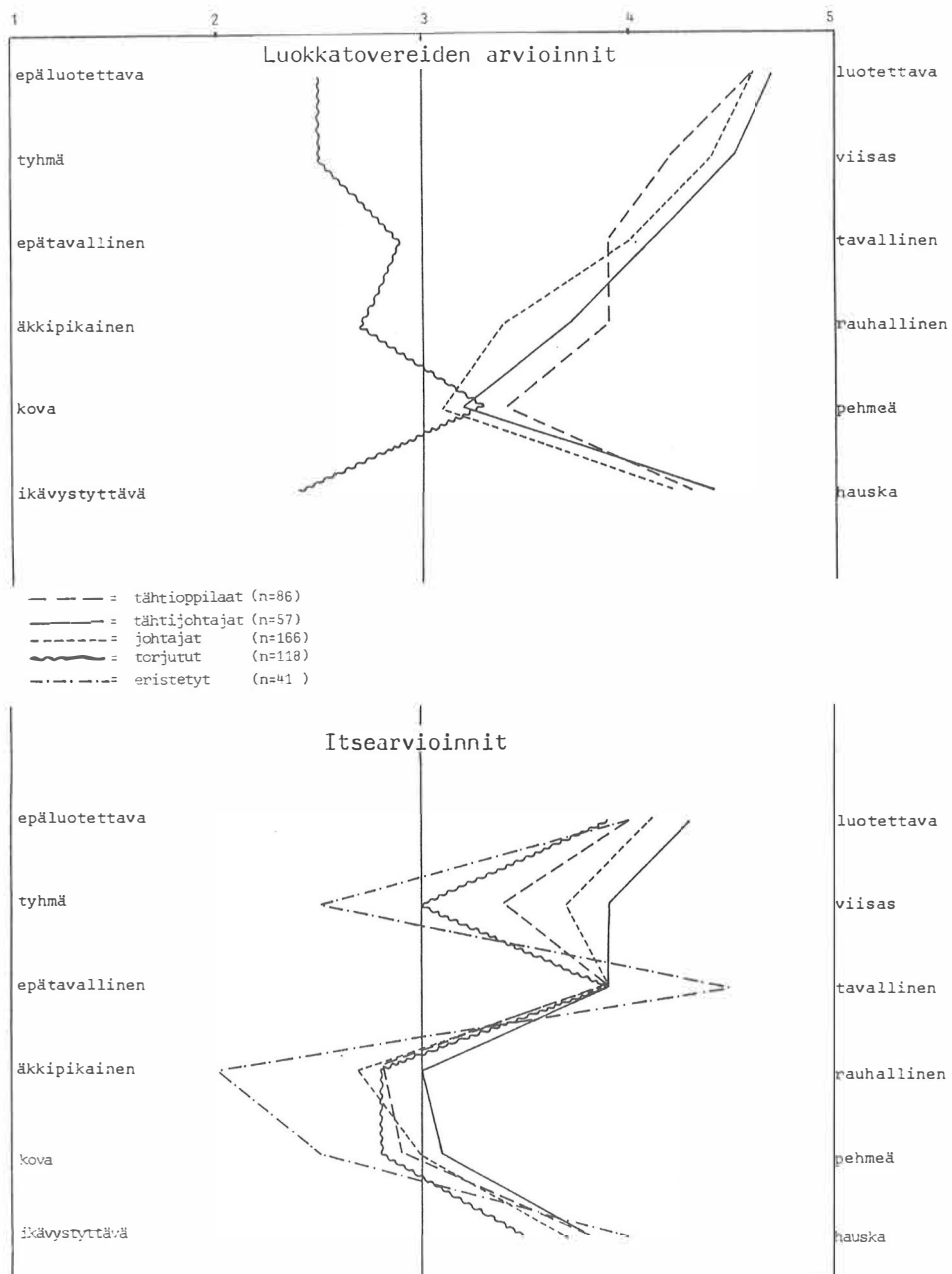 1 2 3 4 5
Luokkatovereiden arvioinnit
epäluotettava luotettava
tyhmä viisas
epätavallinen tavallinen
äkkipikainen rauhallinen
kova pehmeä
ikävystyttävä hauska
= tähtioppilaat (n=86)
= tähtijohtajat (n=57)
= johtajat (n=166)
= torjutut (n=118)
= eristetyt (n=41 )
Itsearvioinnit
epäluotettava luotettava
tyhmä viisas
epätavallinen tavallinen
äkkipikainen rauhallinen
kova pehmeä
ikävystyttävä hauska